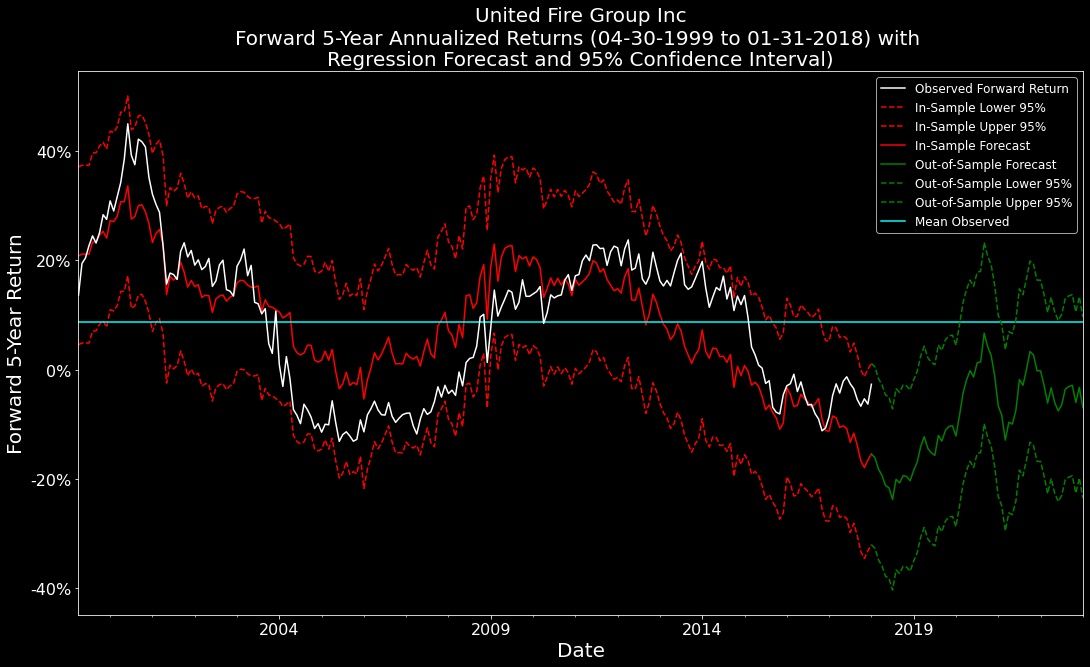 United Fire Group Inc
Forward 5-Year Annualized Returns (04-30-1999 to 01-31-2018) with
Regression Forecast and 95% Confidence Interval)
Observed Forward Return
In-Sample Lower 95%
In-Sample Upper 95%
In-Sample Forecast
Out-of-Sample Forecast
Out-of-Sample Lower 95%
Out-of-Sample Upper 95%
Mean Observed
Forward 5-Year Return
40%
20%
0%
-20%
-40%
2004
2009
2014
2019
Date